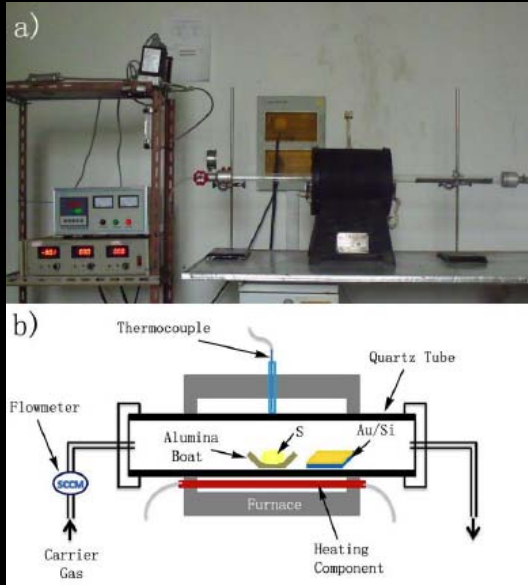 a)
b)
Thermocouple
Quartz Tube
Flowmeter
S
Au/Si
Alumina
Boat
SCCM
Furnace
Carrier
Gas
Heating
Component